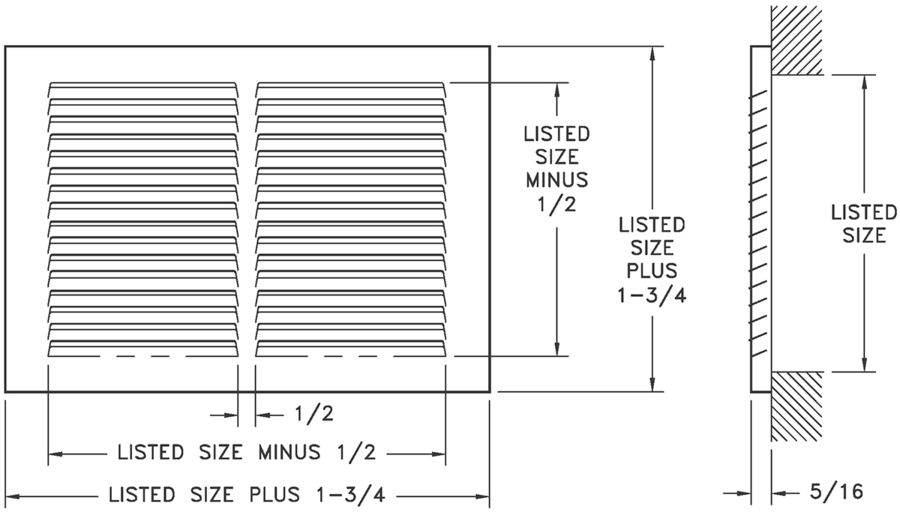 LISTED
SIZE
MINUS
1/2
LISTED
SIZE
PLUS
1-3/4
LISTED
SIZE
1/2
LISTED SIZE MINUS 1/2
LISTED SIZE PLUS 1-3/4
5/16